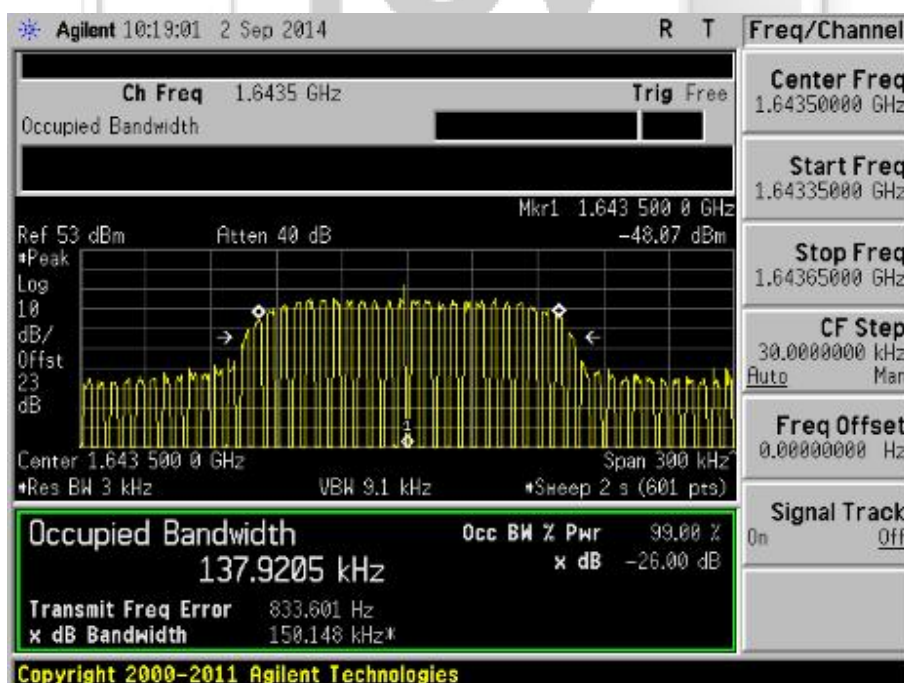 Agilent 10:19:01 2 Sep 2014 R T
Freq/Channel
Ch Freq 1.6435 GHz Trig Free
Occupied Bandwidth
Center Freq
1.64350000 GHz
Start Freq
1.64335000 GHz
Stop Freq
1.64365000 GHz
CF Step
30.0000000 kHz
Auto Man
Freq Offset
0.00000000 Hz
Signal Track
On Off
Mkr1 1.643 500 0 GHz
Ref 53 dBm Atten 40 dB -48.07 dBm
#Peak
Log
10
dB/
Offst
23
dB
1
Center 1.643 500 0 GHz Span 300 kHz
#Res BW 3 kHz VBW 9.1 kHz #Sweep 2 s (601 pts)
Occupied Bandwidth Occ BW % Pwr 99.00 %
137.9205 kHz x dB -26.00 dB
Transmit Freq Error 833.601 Hz
x dB Bandwidth 150.148 kHz*
Copyright 2000-2011 Agilent Technologies